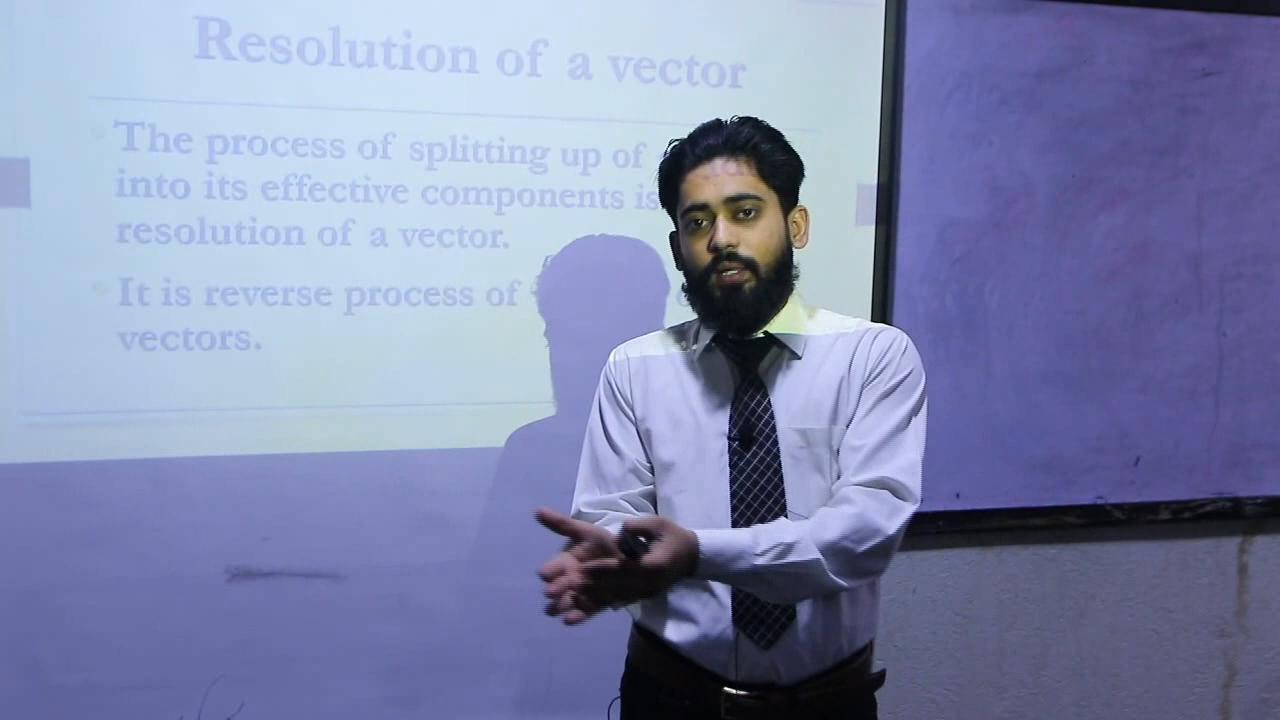 Resolution of a vector
The process of splitting up of
into its effective components is
resolution of a vector.
It is reverse process of
vectors.